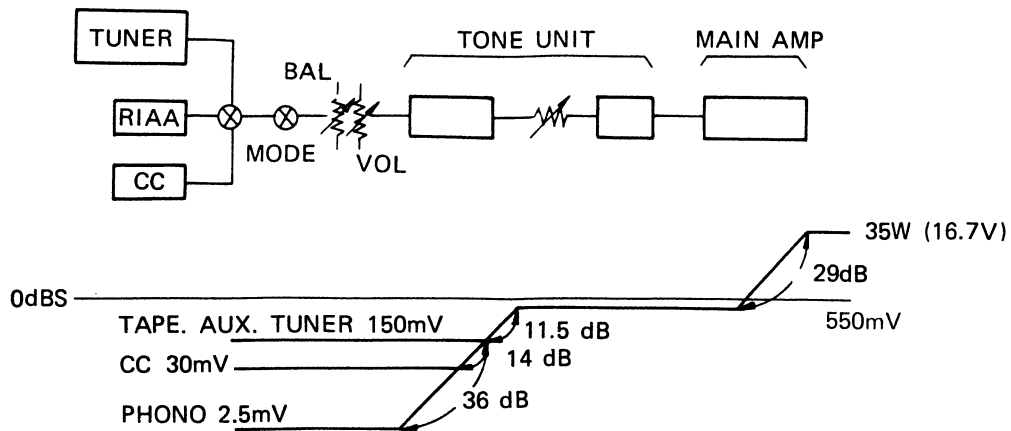 TUNER
RIAA
CC
MODE
BAL
VOL
TONE UNIT
MAIN AMP
35W (16.7V)
29dB
0dBS
550mV
TAPE. AUX. TUNER 150mV
11.5 dB
14 dB
CC 30mV
36 dB
PHONO 2.5mV